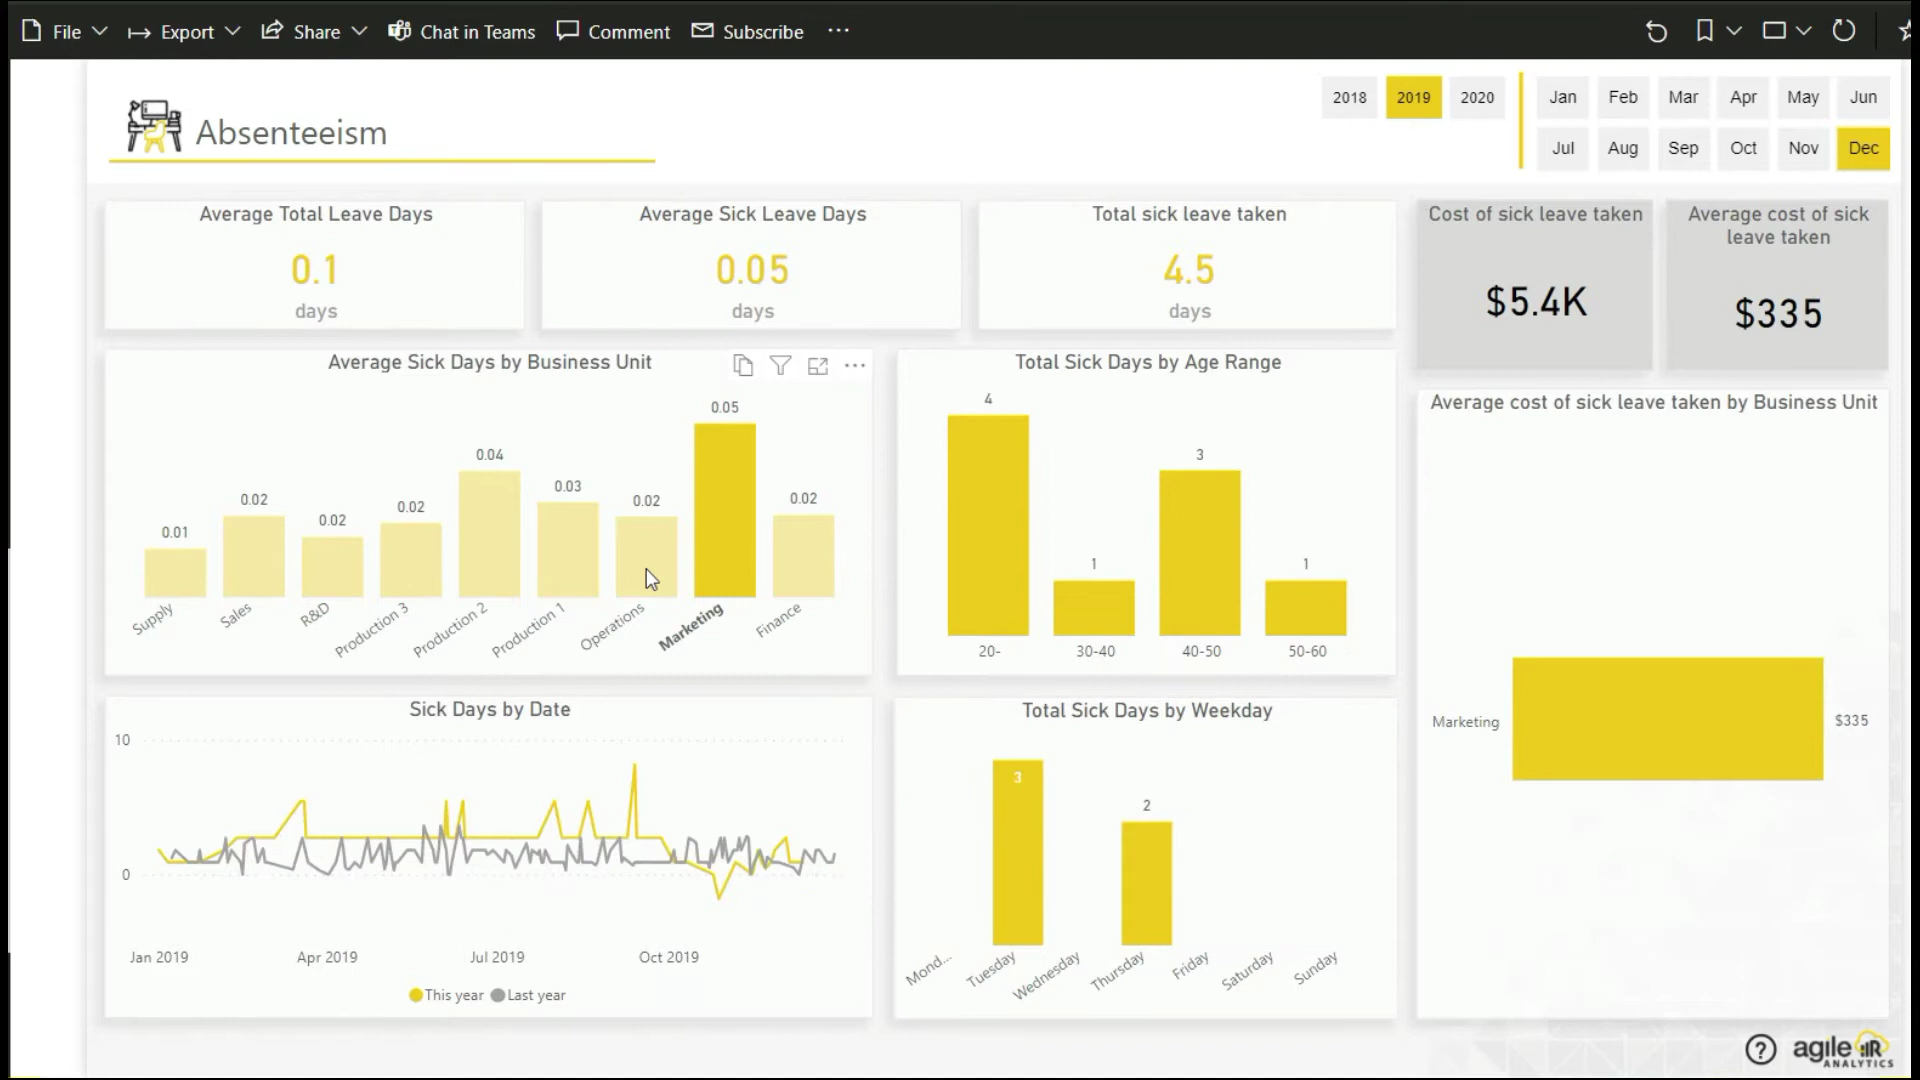 File Export Share Chat in Teams Comment Subscribe ...
Absenteeism
2018 2019 2020
Jan Feb Mar Apr May Jun
Jul Aug Sep Oct Nov Dec
Average Total Leave Days
0.1
days
Average Sick Leave Days
0.05
days
Total sick leave taken
4.5
days
Cost of sick leave taken
$5.4K
Average cost of sick
leave taken
$335
Average Sick Days by Business Unit
0.01 0.02 0.02 0.02 0.04 0.03 0.02 0.05 0.02
Supply Sales R&D Production 3 Production 2 Production 1 Operations Marketing Finance
Total Sick Days by Age Range
4 1 3 1
20- 30-40 40-50 50-60
Average cost of sick leave taken by Business Unit
Marketing $335
Sick Days by Date
10
0
Jan 2019 Apr 2019 Jul 2019 Oct 2019
This year Last year
Total Sick Days by Weekday
3 2
Mond... Tuesday Wednesday Thursday Friday Saturday Sunday
? agile
ANALYTICS